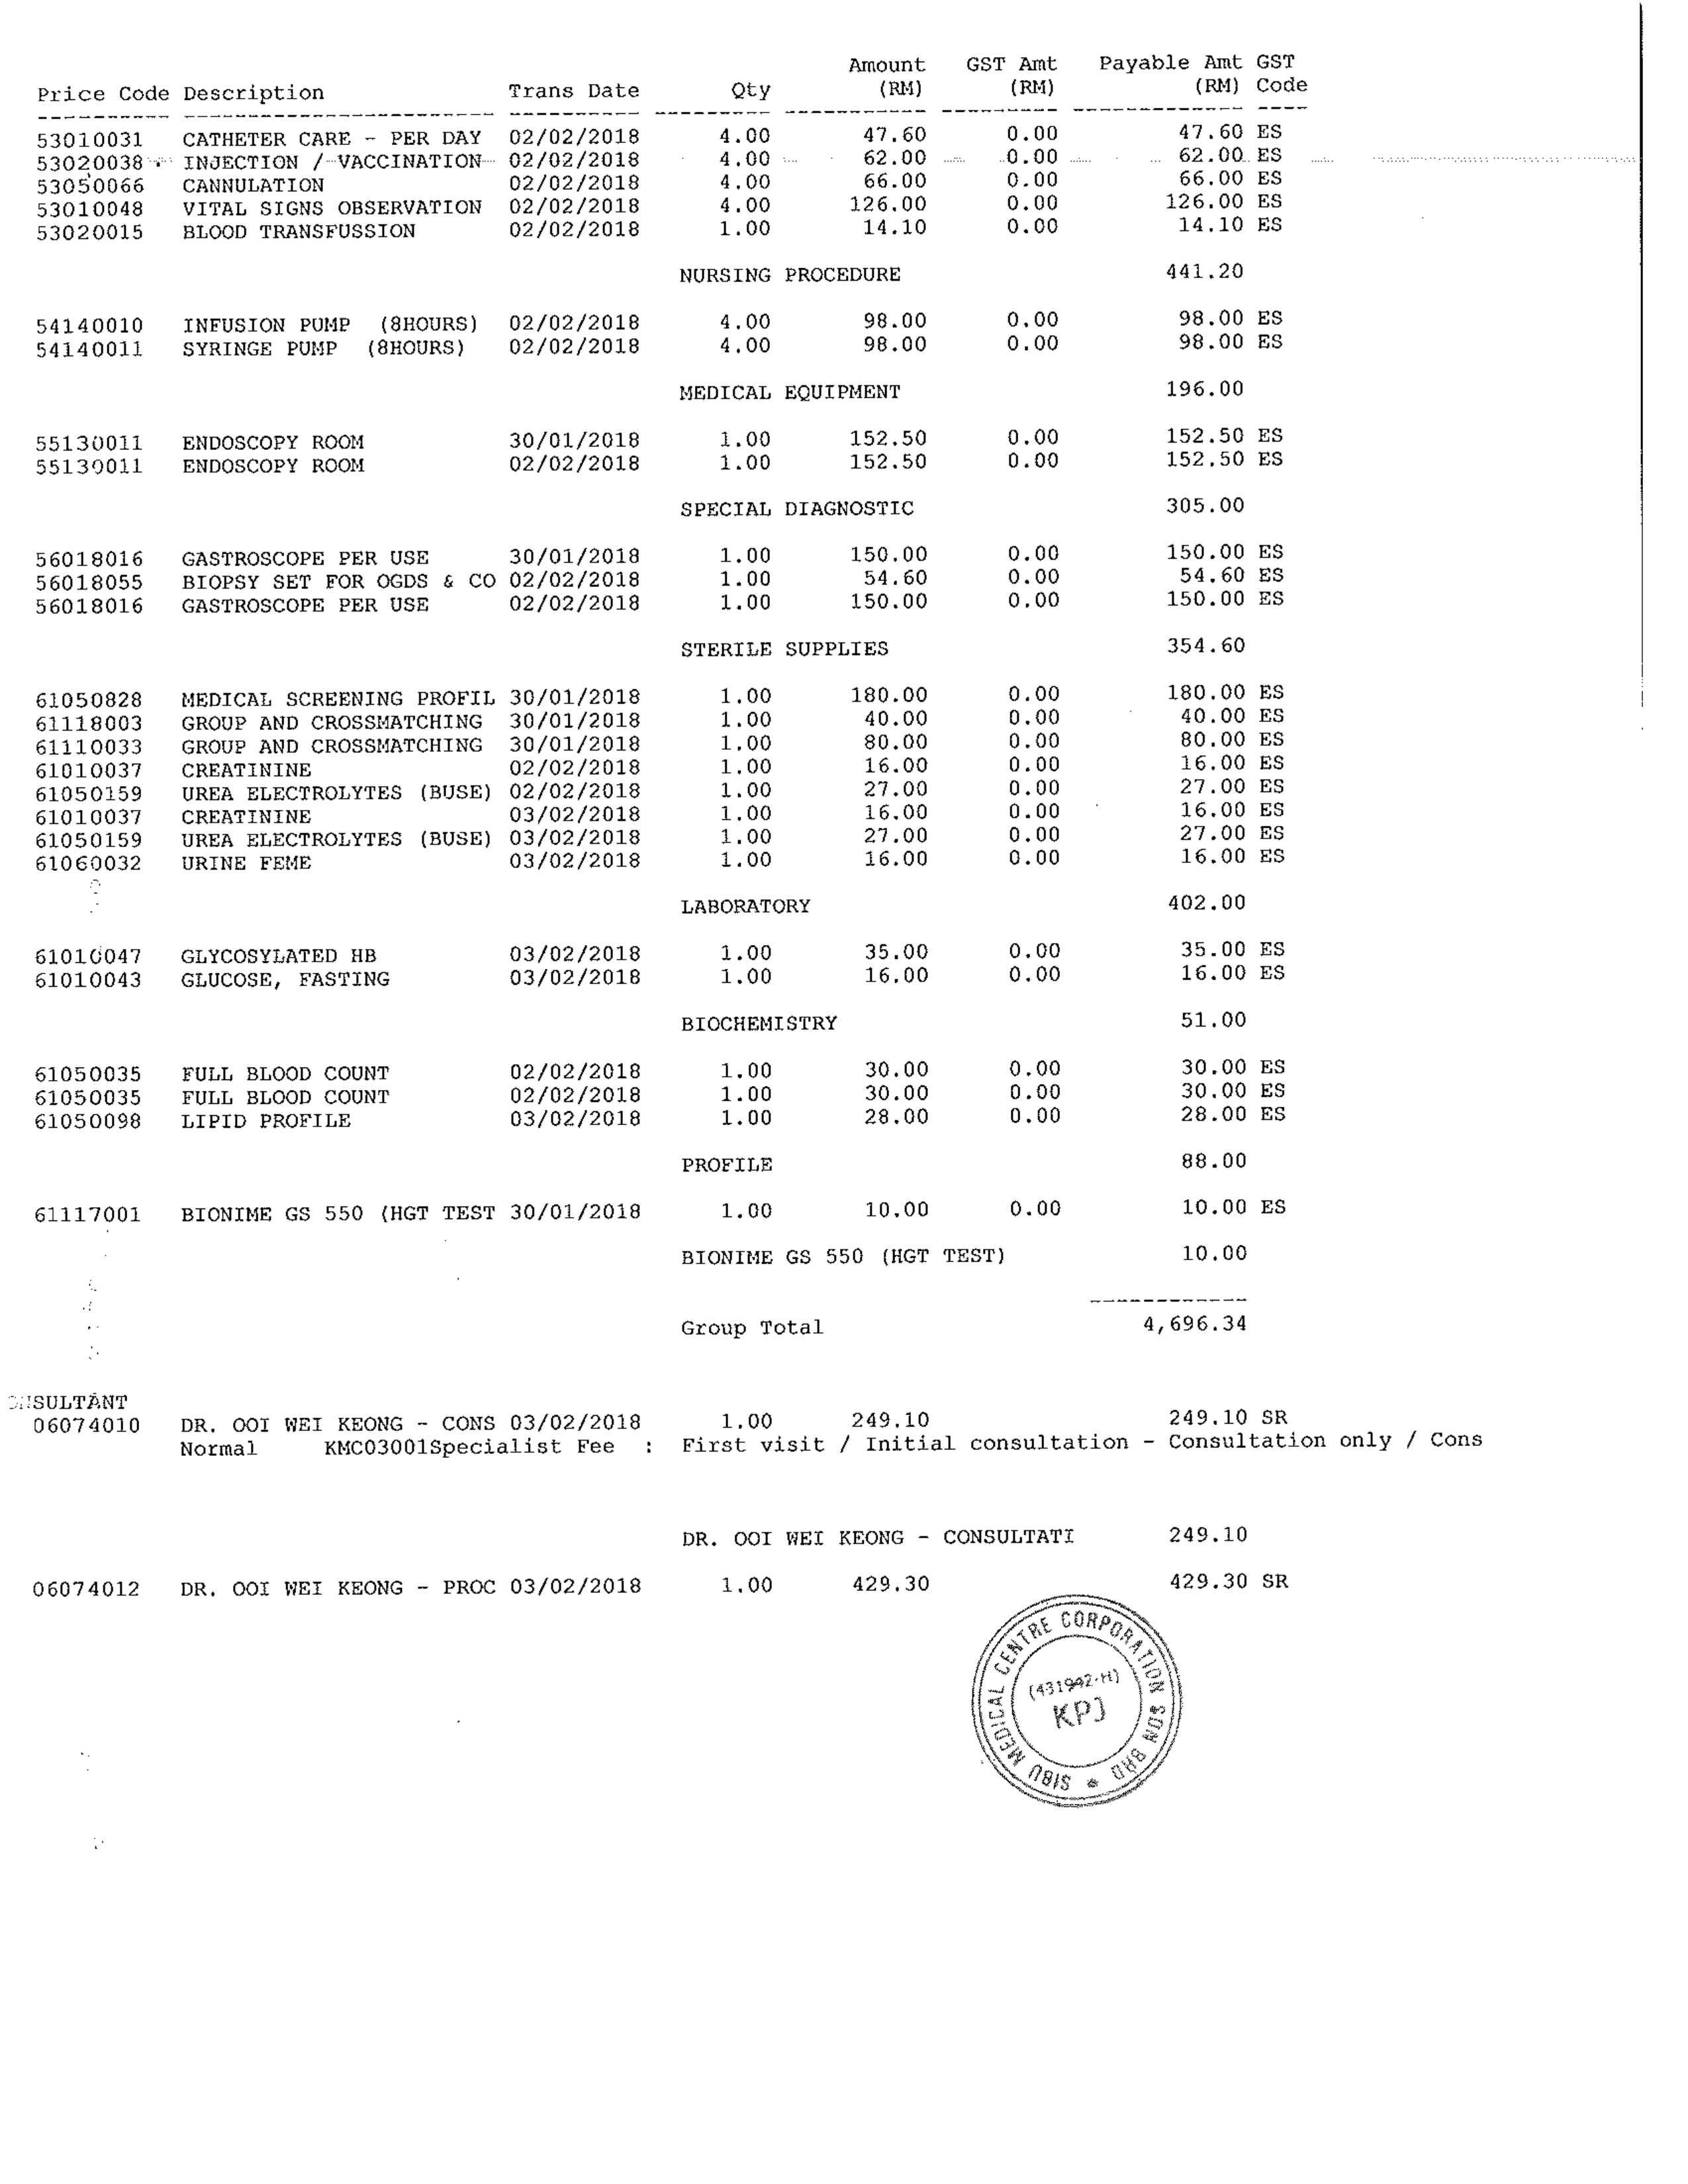 Amount GST Amt Payable Amt GST
Price Code Description Trans Date Qty (RM) (RM) (RM) Code
53010031 CATHETER CARE - PER DAY 02/02/2018 4.00 47.60 0.00 47.60 ES
53020038 INJECTION / VACCINATION 02/02/2018 4.00 62.00 0.00 62.00 ES
53050066 CANNULATION 02/02/2018 4.00 66.00 0.00 66.00 ES
53010048 VITAL SIGNS OBSERVATION 02/02/2018 4.00 126.00 0.00 126.00 ES
53020015 BLOOD TRANSFUSSION 02/02/2018 1.00 14.10 0.00 14.10 ES
NURSING PROCEDURE 441.20
54140010 INFUSION PUMP (8HOURS) 02/02/2018 4.00 98.00 0.00 98.00 ES
54140011 SYRINGE PUMP (8HOURS) 02/02/2018 4.00 98.00 0.00 98.00 ES
MEDICAL EQUIPMENT 196.00
55130011 ENDOSCOPY ROOM 30/01/2018 1.00 152.50 0.00 152.50 ES
55130011 ENDOSCOPY ROOM 02/02/2018 1.00 152.50 0.00 152.50 ES
SPECIAL DIAGNOSTIC 305.00
56018016 GASTROSCOPE PER USE 30/01/2018 1.00 150.00 0.00 150.00 ES
56018055 BIOPSY SET FOR OGDS & CO 02/02/2018 1.00 54.60 0.00 54.60 ES
56018016 GASTROSCOPE PER USE 02/02/2018 1.00 150.00 0.00 150.00 ES
STERILE SUPPLIES 354.60
61050828 MEDICAL SCREENING PROFIL 30/01/2018 1.00 180.00 0.00 180.00 ES
61118003 GROUP AND CROSSMATCHING 30/01/2018 1.00 40.00 0.00 40.00 ES
61110033 GROUP AND CROSSMATCHING 30/01/2018 1.00 80.00 0.00 80.00 ES
61010037 CREATININE 02/02/2018 1.00 16.00 0.00 16.00 ES
61050159 UREA ELECTROLYTES (BUSE) 02/02/2018 1.00 27.00 0.00 27.00 ES
61010037 CREATININE 03/02/2018 1.00 16.00 0.00 16.00 ES
61050159 UREA ELECTROLYTES (BUSE) 03/02/2018 1.00 27.00 0.00 27.00 ES
61060032 URINE FEME 03/02/2018 1.00 16.00 0.00 16.00 ES
LABORATORY 402.00
61010047 GLYCOSYLATED HB 03/02/2018 1.00 35.00 0.00 35.00 ES
61010043 GLUCOSE, FASTING 03/02/2018 1.00 16.00 0.00 16.00 ES
BIOCHEMISTRY 51.00
61050035 FULL BLOOD COUNT 02/02/2018 1.00 30.00 0.00 30.00 ES
61050035 FULL BLOOD COUNT 02/02/2018 1.00 30.00 0.00 30.00 ES
61050098 LIPID PROFILE 03/02/2018 1.00 28.00 0.00 28.00 ES
PROFILE 88.00
61117001 BIONIME GS 550 (HGT TEST 30/01/2018 1.00 10.00 0.00 10.00 ES
BIONIME GS 550 (HGT TEST) 10.00
Group Total 4,696.34
ONSULTANT
06074010 DR. OOI WEI KEONG - CONS 03/02/2018 1.00 249.10 249.10 SR
Normal KMC03001Specialist Fee : First visit / Initial consultation - Consultation only / Cons
DR. OOI WEI KEONG - CONSULTATI 249.10
06074012 DR. OOI WEI KEONG - PROC 03/02/2018 1.00 429.30 429.30 SR
SIBU MEDICAL CENTRE CORPORATION SDN BHD *
(431992-H)
KPJ